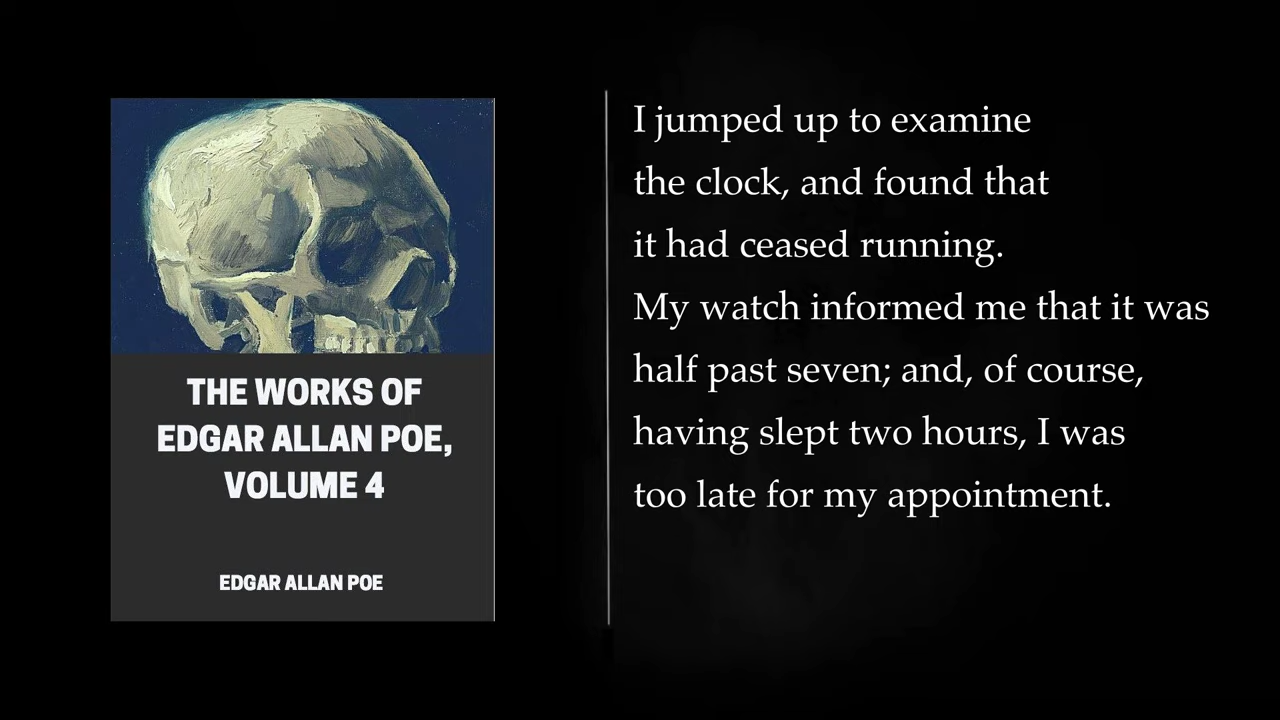 THE WORKS OF
EDGAR ALLAN POE,
VOLUME 4
EDGAR ALLAN POE
I jumped up to examine
the clock, and found that
it had ceased running.
My watch informed me that it was
half past seven; and, of course,
having slept two hours, I was
too late for my appointment.